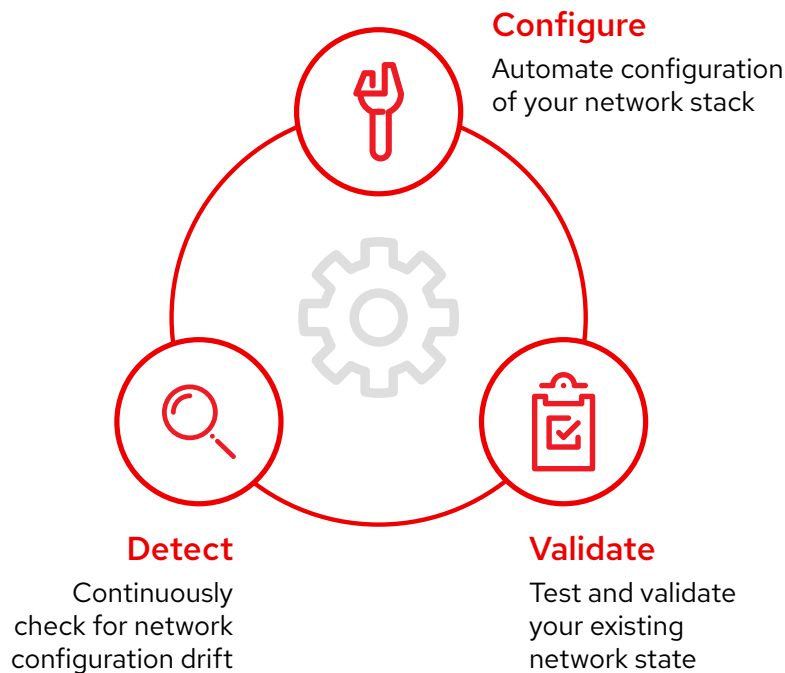 Configure
Automate configuration
of your network stack
Detect
Continuously
check for network
configuration drift
Validate
Test and validate
your existing
network state